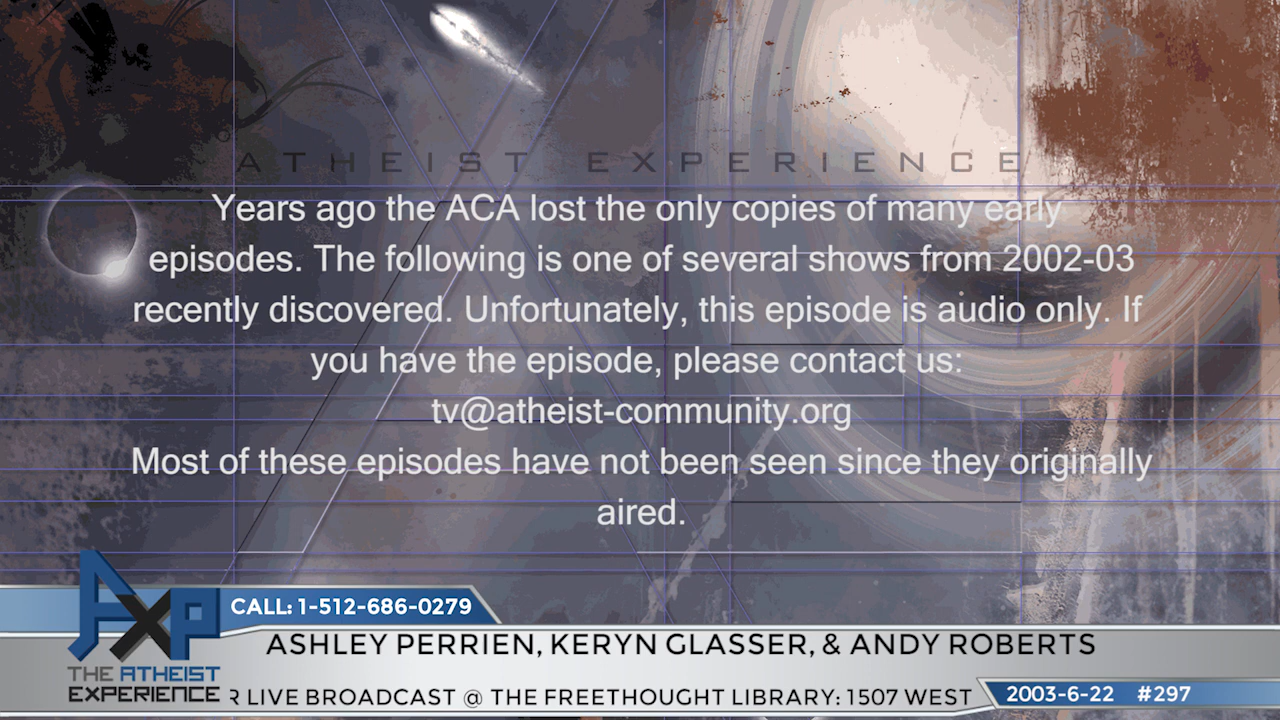 ATHEIST EXPERIENCE
Years ago the ACA lost the only copies of many early
episodes. The following is one of several shows from 2002-03
recently discovered. Unfortunately, this episode is audio only. If
you have the episode, please contact us:
tv@atheist-community.org
Most of these episodes have not been seen since they originally
aired.
AXP
CALL: 1-512-686-0279
ASHLEY PERRIEN, KERYN GLASSER, & ANDY ROBERTS
THE ATHEIST
EXPERIENCE
R LIVE BROADCAST @ THE FREETHOUGHT LIBRARY: 1507 WEST
2003-6-22 #297